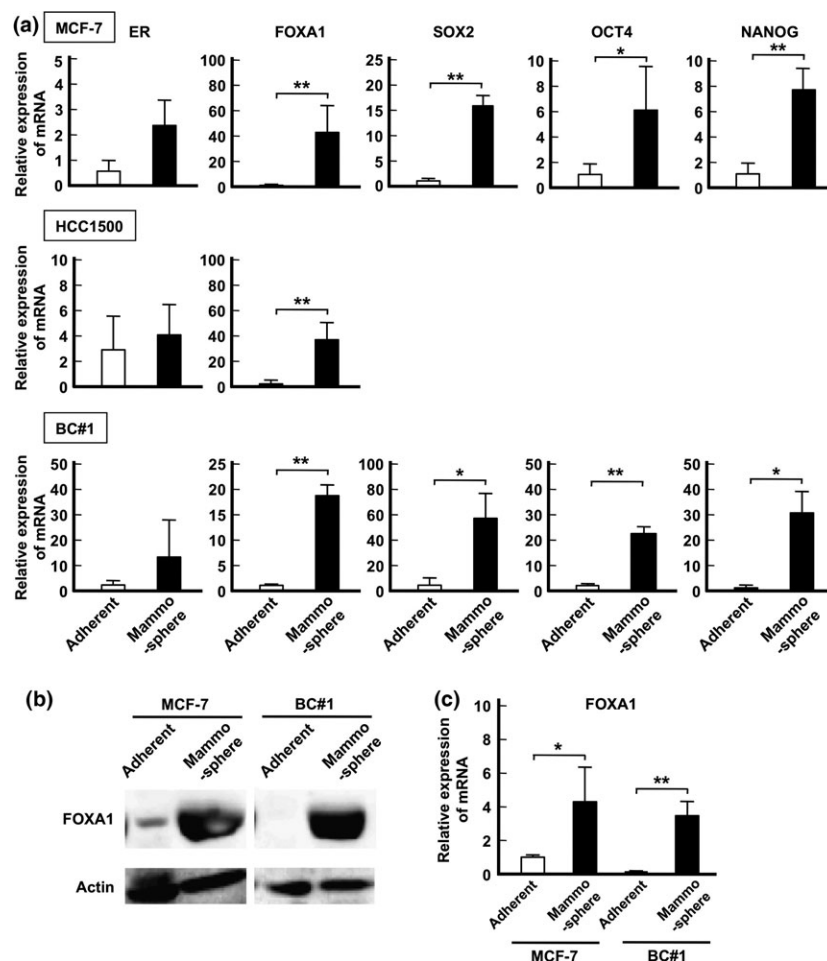 (a) MCF-7 ER FOXA1 SOX2 OCT4 NANOG
Relative expression of mRNA
5 4 3 2 1 0
100 80 60 40 20 0
**
25 20 15 10 5 0
**
10 8 6 4 2 0
*
10 8 6 4 2 0
**
HCC1500
Relative expression of mRNA
10 8 6 4 2 0
100 80 60 40 20 0
**
BC#1
Relative expression of mRNA
50 40 30 20 10 0
25 20 15 10 5 0
**
100 80 60 40 20 0
*
50 40 30 20 10 0
**
50 40 30 20 10 0
*
Adherent Mammo-sphere Adherent Mammo-sphere Adherent Mammo-sphere Adherent Mammo-sphere Adherent Mammo-sphere
(b)
MCF-7 BC#1
Adherent Mammo-sphere Adherent Mammo-sphere
FOXA1
Actin
(c)
FOXA1
Relative expression of mRNA
10 8 6 4 2 0
* **
Adherent Mammo-sphere Adherent Mammo-sphere
MCF-7 BC#1